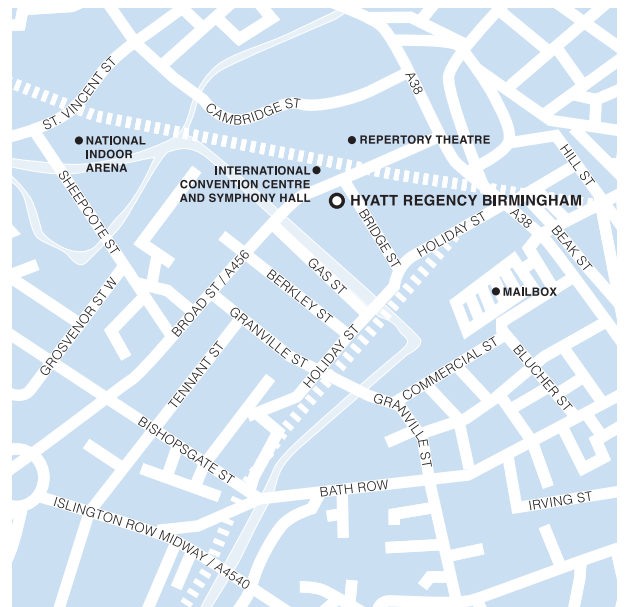 A38
ST. VINCENT ST
CAMBRIDGE ST
NATIONAL
INDOOR
ARENA
REPERTORY THEATRE
HILL ST
INTERNATIONAL
CONVENTION CENTRE
AND SYMPHONY HALL
HYATT REGENCY BIRMINGHAM
SHEEPCOTE ST
BRIDGE ST
HOLIDAY ST
A38
BEAK ST
GAS ST
BROAD ST / A456
BERKLEY ST
MAILBOX
GROSVENOR ST W
GRANVILLE ST
HOLIDAY ST
TENNANT ST
COMMERCIAL ST
BLUCHER ST
GRANVILLE ST
BISHOPSGATE ST
BATH ROW
IRVING ST
ISLINGTON ROW MIDWAY / A4540